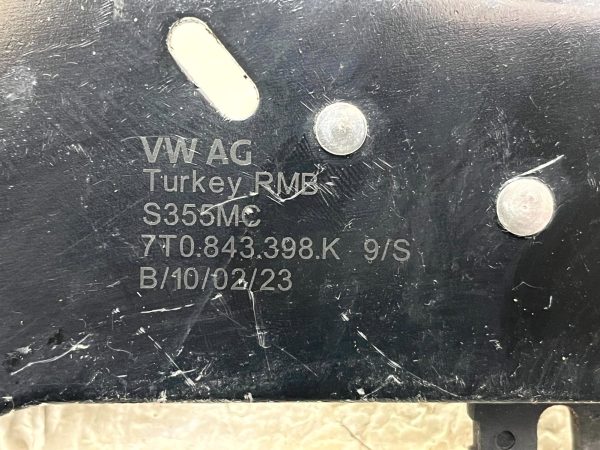 VW AG
Turkey RMB
S355MC
7T0.843.398.K 9/S
B/10/02/23